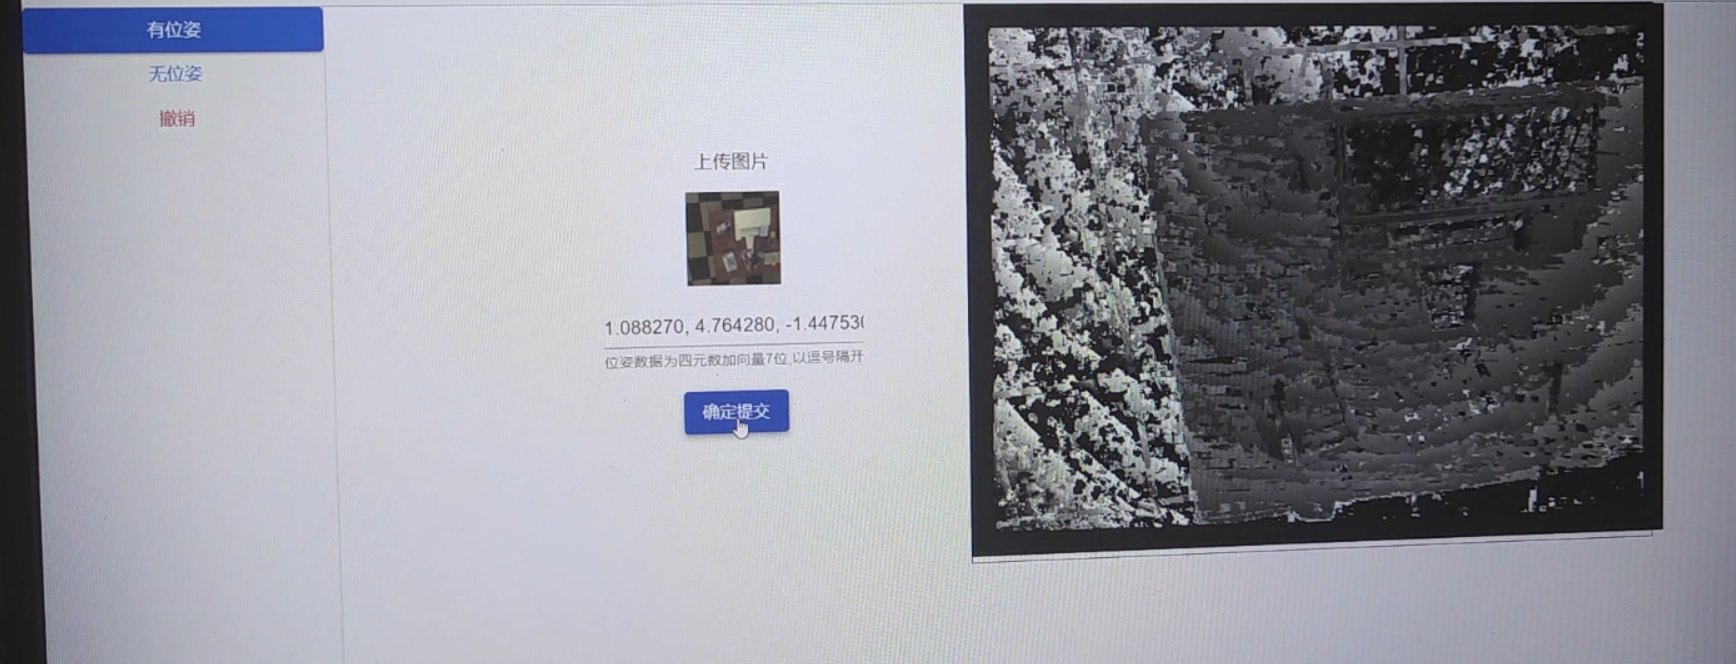 有位姿
无位姿
撤销
上传图片
1.088270, 4.764280, -1.44753
位姿数据为四元数加向量7位,以逗号隔开
确定提交